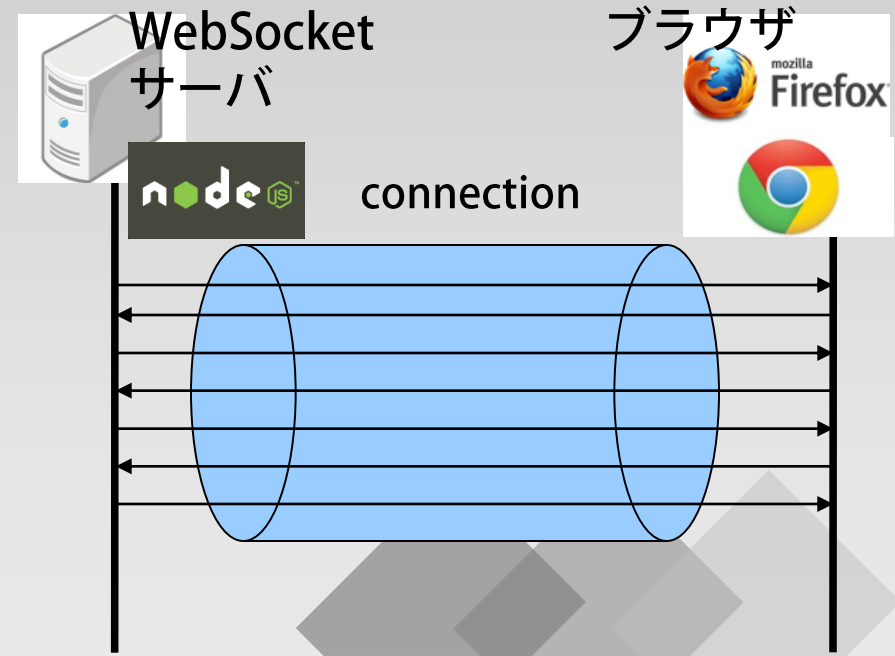 WebSocket
サーバ
ブラウザ
mozilla
Firefox
node
JS
connection